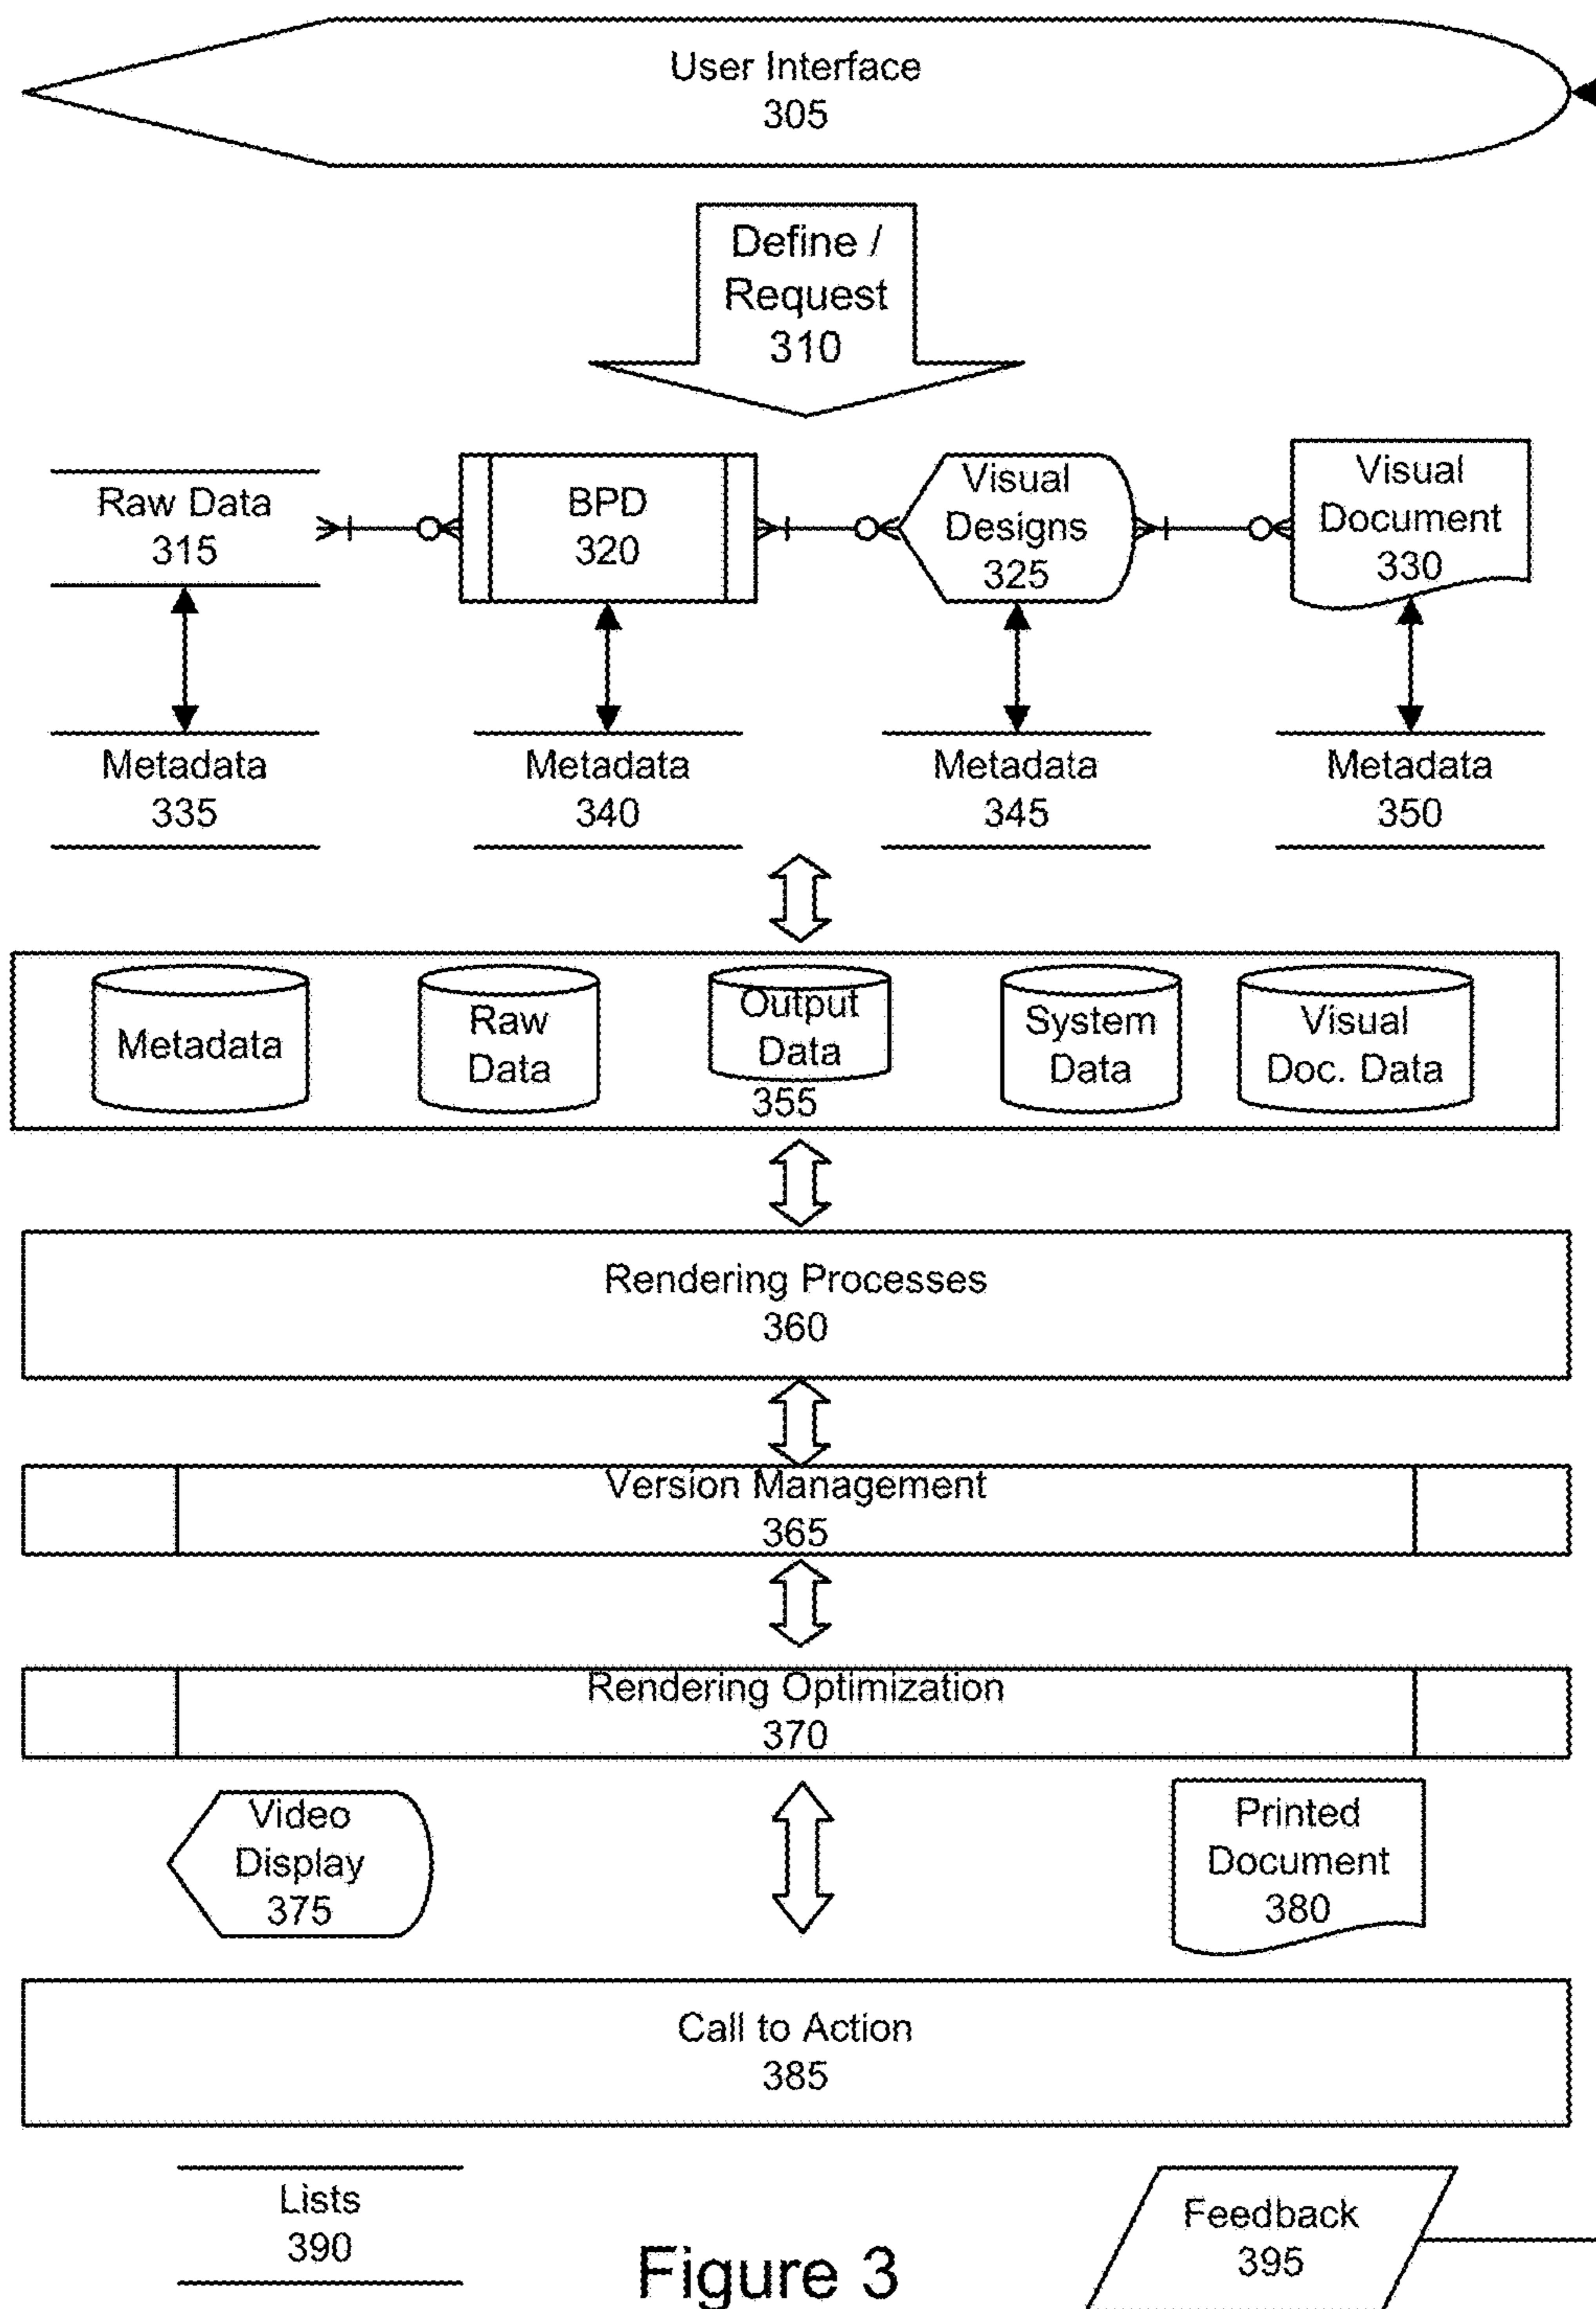 User Interface
305
Define /
Request
310
Raw Data
315
BPD
320
Visual
Designs
325
Visual
Document
330
Metadata
335
Metadata
340
Metadata
345
Metadata
350
Metadata
Raw
Data
Output
Data
355
System
Data
Visual
Doc. Data
Rendering Processes
360
Version Management
365
Rendering Optimization
370
Video
Display
375
Printed
Document
380
Call to Action
385
Lists
390
Feedback
395
Figure 3